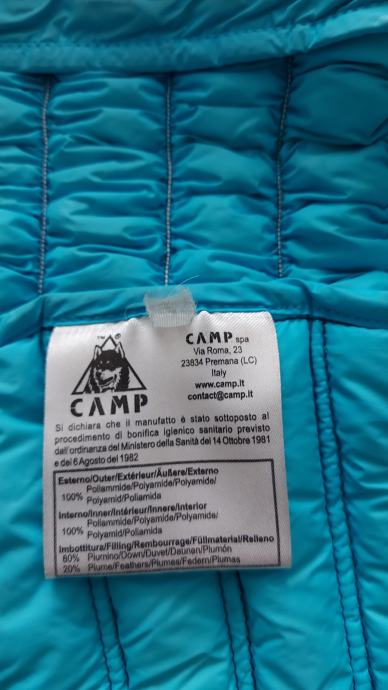 CAMP
CAMP spa
Via Roma, 23
23834 Premana (LC)
Italy
www.camp.it
contact@camp.it
Si dichiara che il manufatto è stato sottoposto al
procedimento di bonifica igienico sanitario previsto
dall'ordinanza del Ministero della Sanità del 14 Ottobre 1981
e del 6 Agosto del 1982
Esterno/Outer/Extérieur/Äußere/Externo
Poliammide/Polyamide/Polyamide/
100% Polyamid/Poliamida
Interno/Inner/Intérieur/Innere/Interior
Poliammide/Polyamide/Polyamide/
100% Polyamid/Poliamida
Imbottitura/Filling/Rembourrage/Füllmaterial/Relleno
80% Piumino/Down/Duvet/Daunen/Plumón
20% Piume/Feathers/Plumes/Federn/Plumas